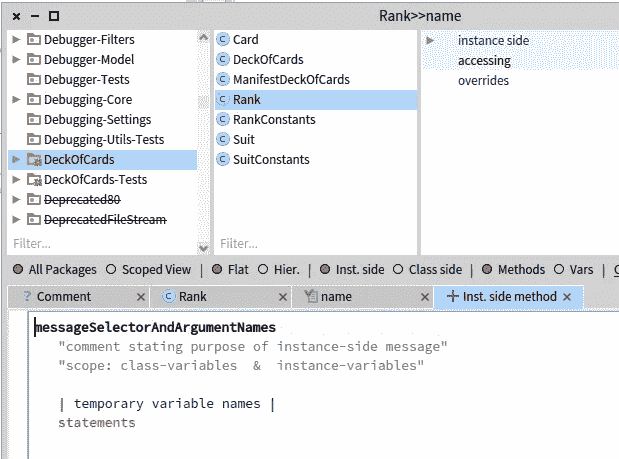 Rank>>name
Debugger-Filters
Debugger-Model
Debugger-Tests
Debugging-Core
Debugging-Settings
Debugging-Utils-Tests
DeckOfCards
DeckOfCards-Tests
Deprecated80
DeprecatedFileStream
Filter...
Card
DeckOfCards
ManifestDeckOfCards
Rank
RankConstants
Suit
SuitConstants
Filter...
instance side
accessing
overrides
All Packages Scoped View | Flat Hier. | Inst. side Class side | Methods Vars |
? Comment × Rank × name × Inst. side method ×
messageSelectorAndArgumentNames
"comment stating purpose of instance-side message"
"scope: class-variables & instance-variables"
| temporary variable names |
statements